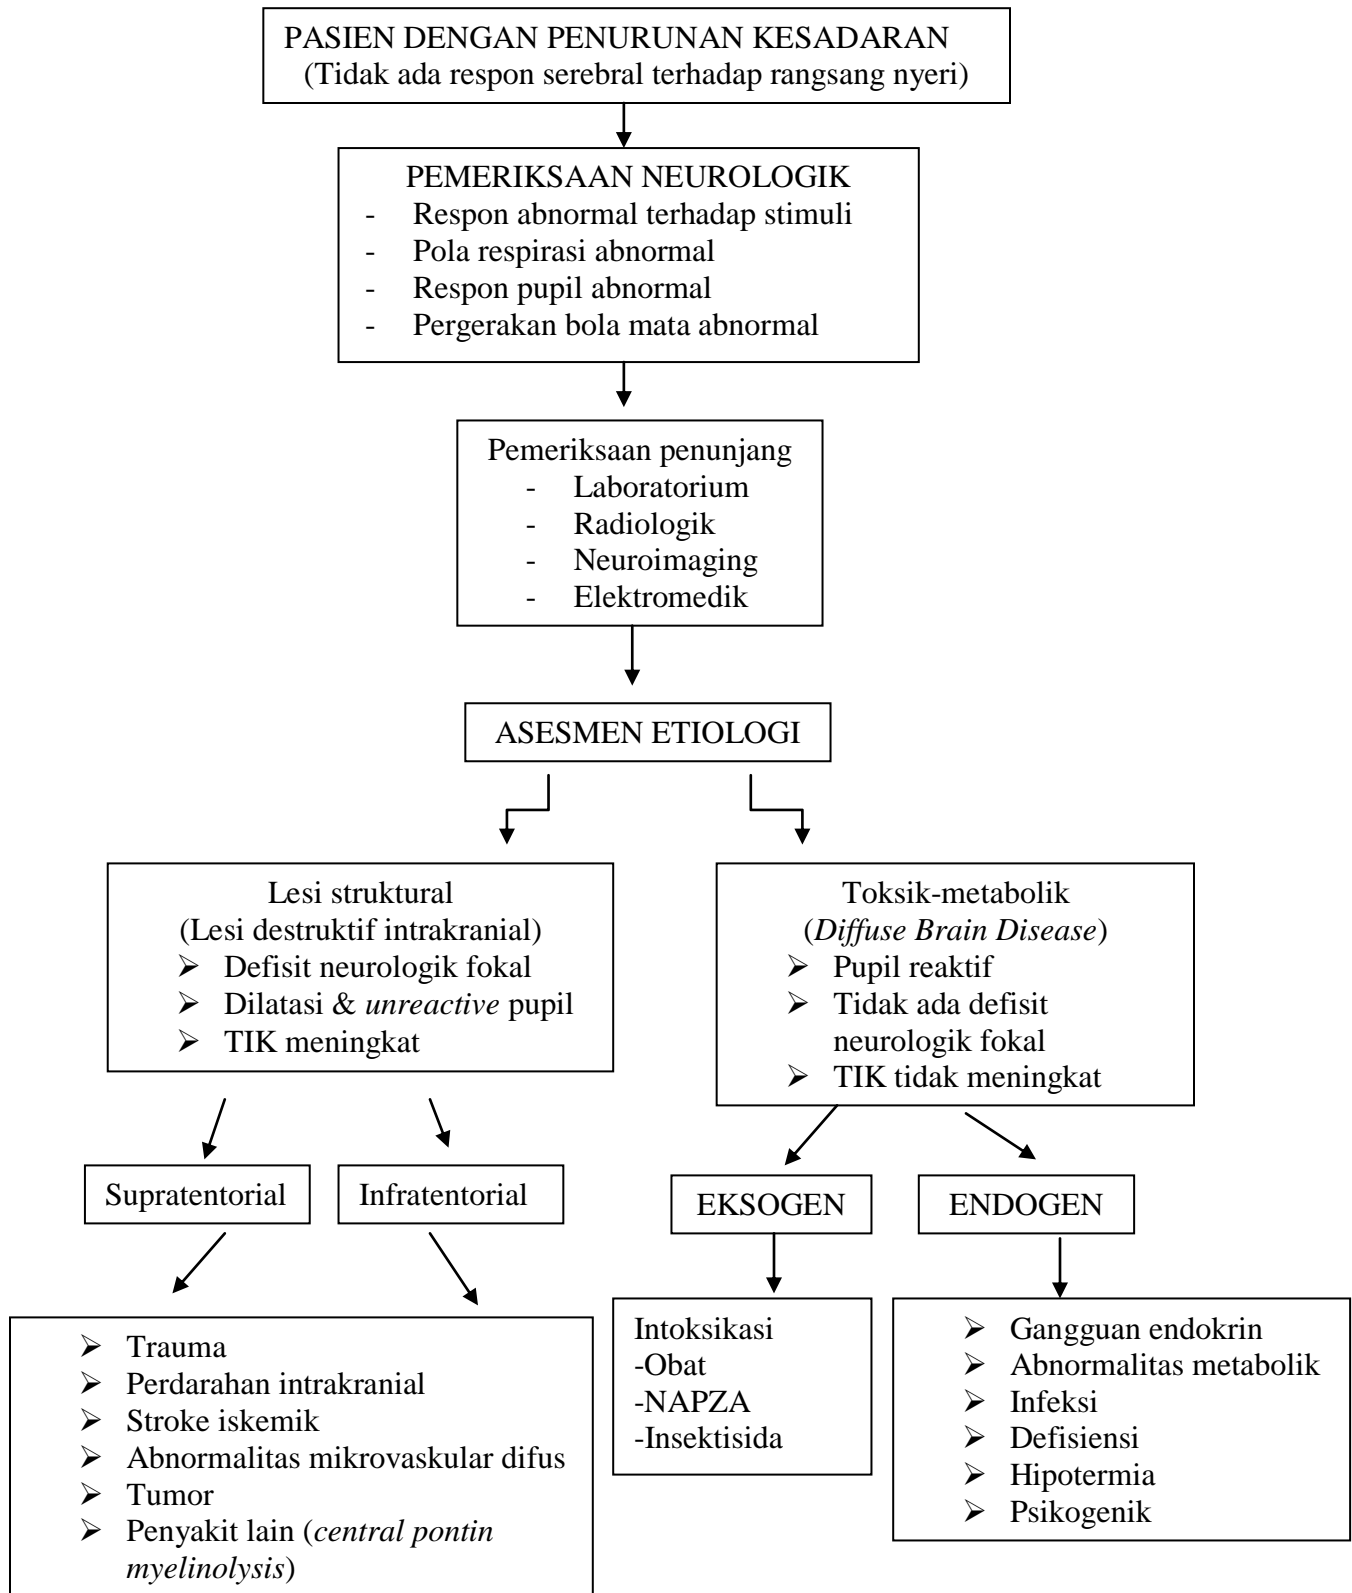 PASIEN DENGAN PENURUNAN KESADARAN
(Tidak ada respon serebral terhadap rangsang nyeri)
PEMERIKSAAN NEUROLOGIK
- Respon abnormal terhadap stimuli
- Pola respirasi abnormal
- Respon pupil abnormal
- Pergerakan bola mata abnormal
Pemeriksaan penunjang
- Laboratorium
- Radiologik
- Neuroimaging
- Elektromedik
ASESMEN ETIOLOGI
Lesi struktural
(Lesi destruktif intrakranial)
➢ Defisit neurologik fokal
➢ Dilatasi & unreactive pupil
➢ TIK meningkat
Toksik-metabolik
(Diffuse Brain Disease)
➢ Pupil reaktif
➢ Tidak ada defisit
neurologik fokal
➢ TIK tidak meningkat
Supratentorial
Infratentorial
EKSOGEN
ENDOGEN
➢ Trauma
➢ Perdarahan intrakranial
➢ Stroke iskemik
➢ Abnormalitas mikrovaskular difus
➢ Tumor
➢ Penyakit lain (central pontin
myelinolysis)
Intoksikasi
-Obat
-NAPZA
-Insektisida
➢ Gangguan endokrin
➢ Abnormalitas metabolik
➢ Infeksi
➢ Defisiensi
➢ Hipotermia
➢ Psikogenik